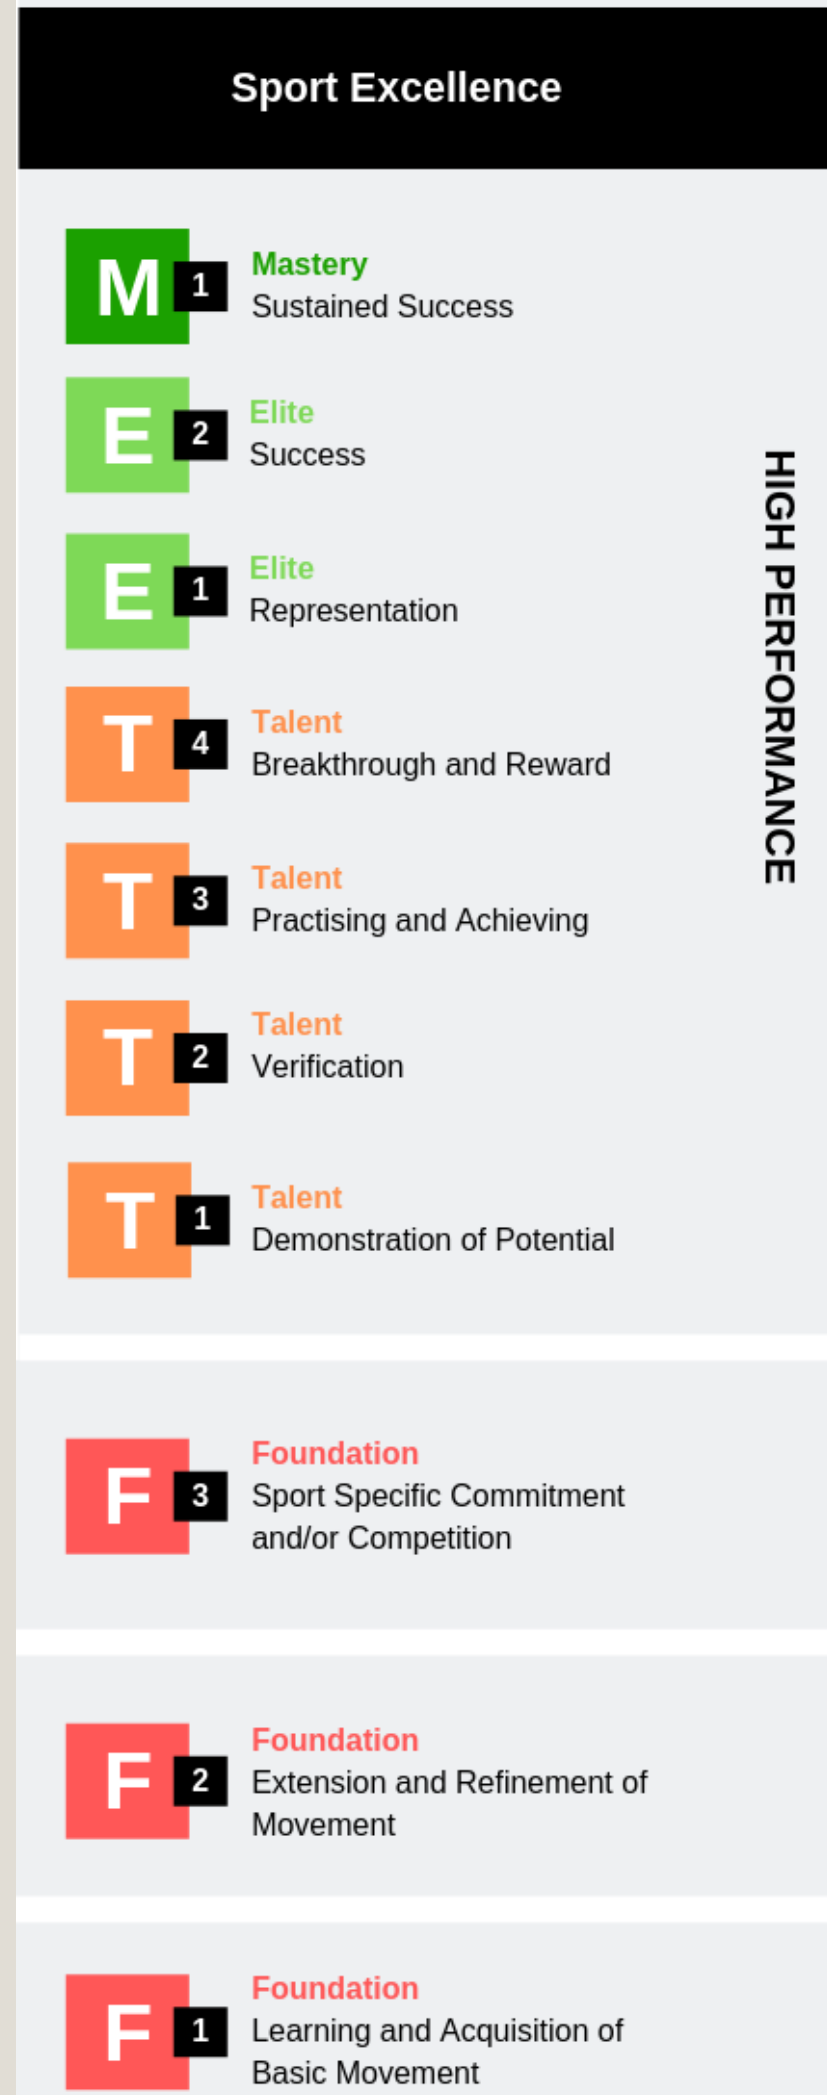 Sport Excellence
M 1
Mastery
Sustained Success
E 2
Elite
Success
E 1
Elite
Representation
T 4
Talent
Breakthrough and Reward
T 3
Talent
Practising and Achieving
T 2
Talent
Verification
T 1
Talent
Demonstration of Potential
HIGH PERFORMANCE
F 3
Foundation
Sport Specific Commitment
and/or Competition
F 2
Foundation
Extension and Refinement of
Movement
F 1
Foundation
Learning and Acquisition of
Basic Movement